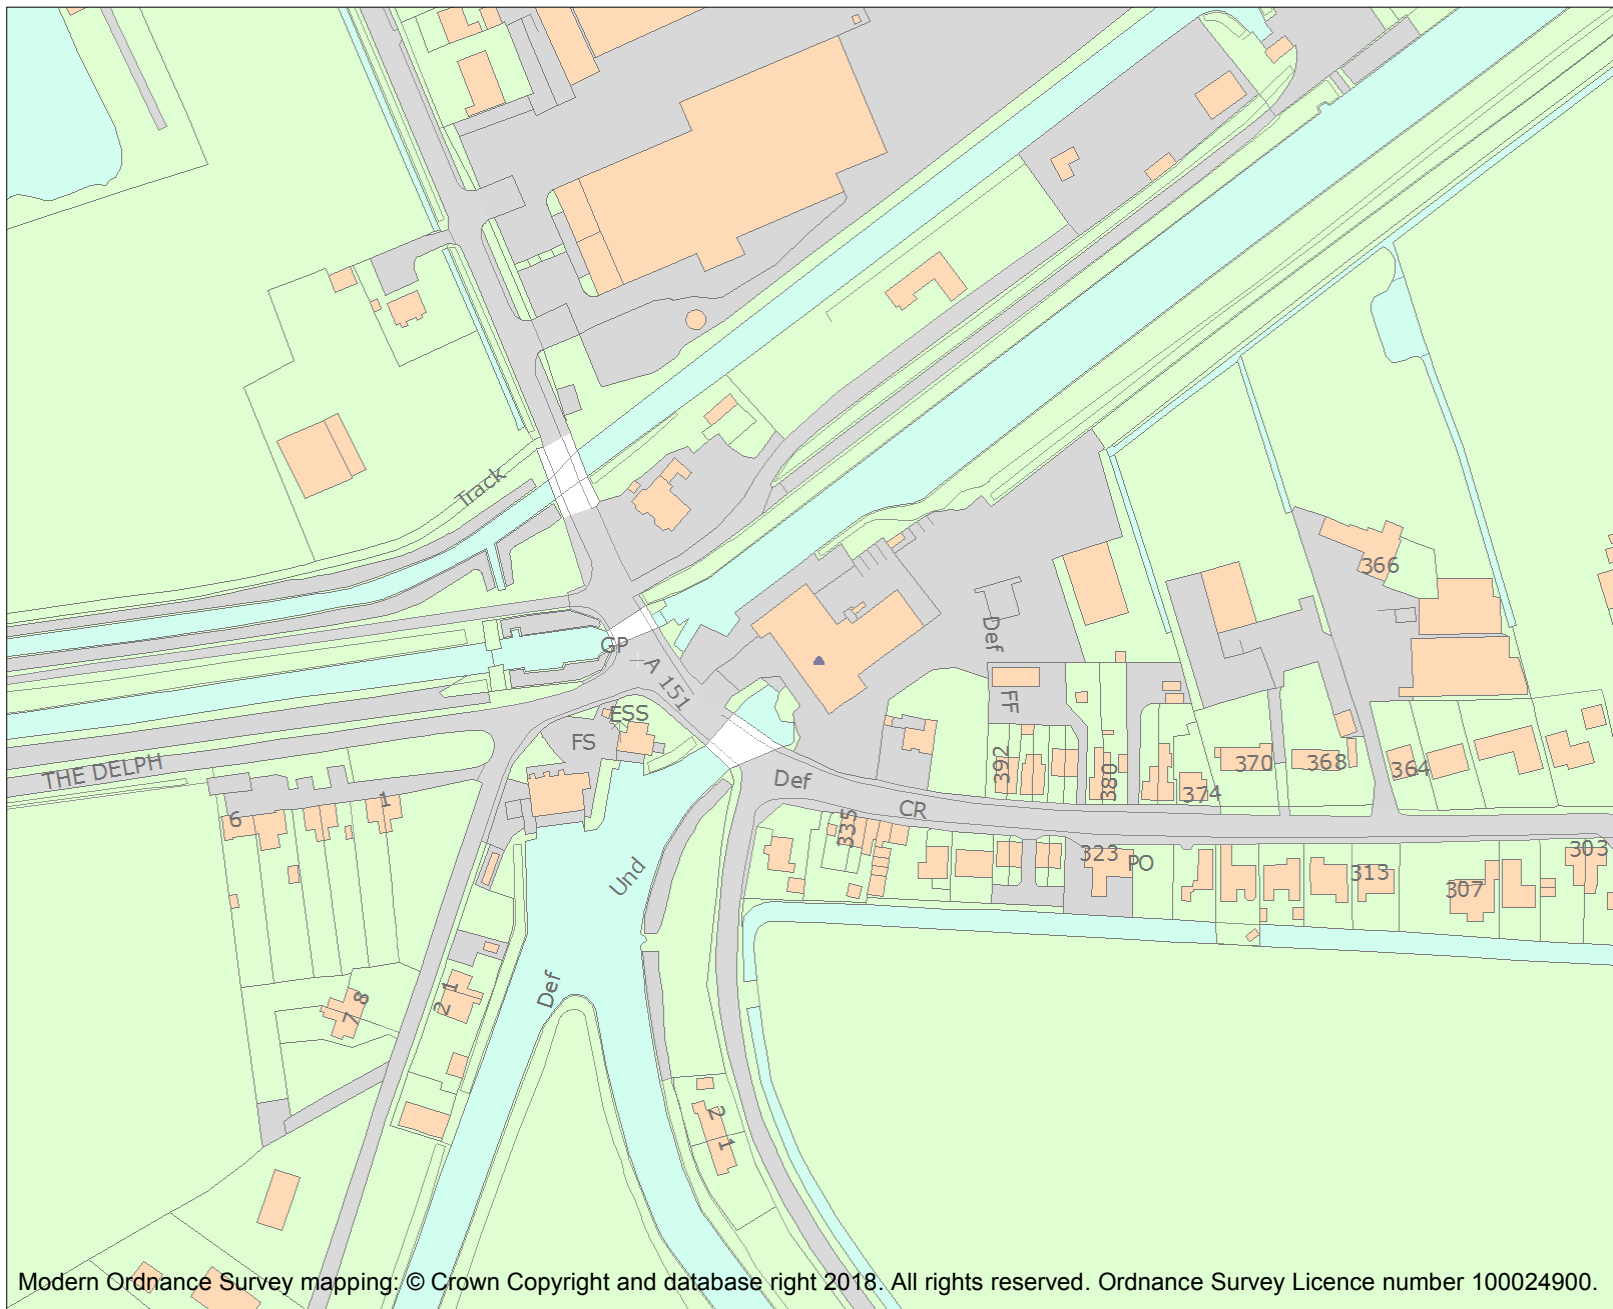 Track
366
GP
Def
A 151
FF
ESS
FS
392
380
370
368
364
THE DELPH
Def
374
1
6
CR
335
323
PO
313
303
307
Und
Def
2 1
8
7
2
1
Modern Ordnance Survey mapping: © Crown Copyright and database right 2018. All rights reserved. Ordnance Survey Licence number 100024900.